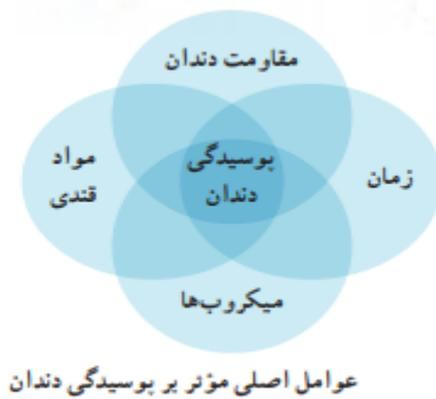 مقاومت دندان
زمان
پوسیدگی
دندان
مواد
قندی
میکروب‌ها
عوامل اصلی مؤثر بر پوسیدگی دندان